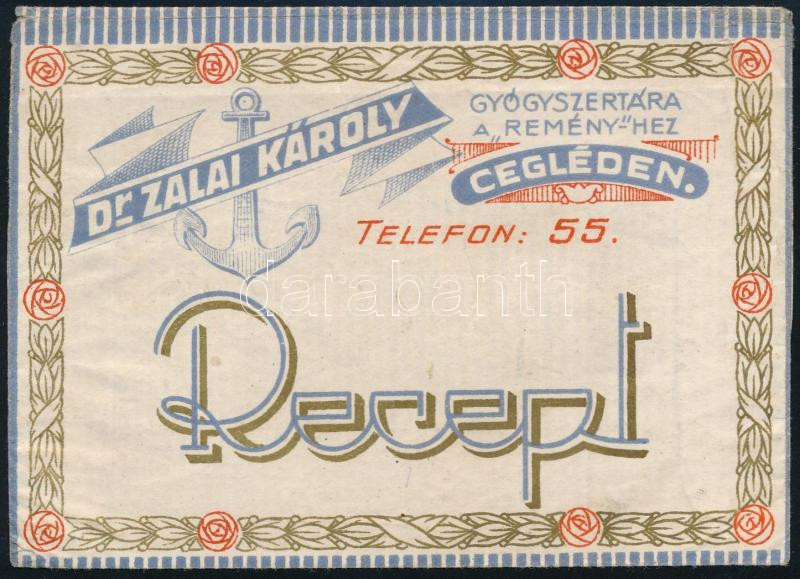 Dr ZALAI KÁROLY
GYÓGYSZERTÁRA
A „REMÉNY-"HEZ
CEGLÉDEN.
TELEFON: 55.
darabanth
Recept